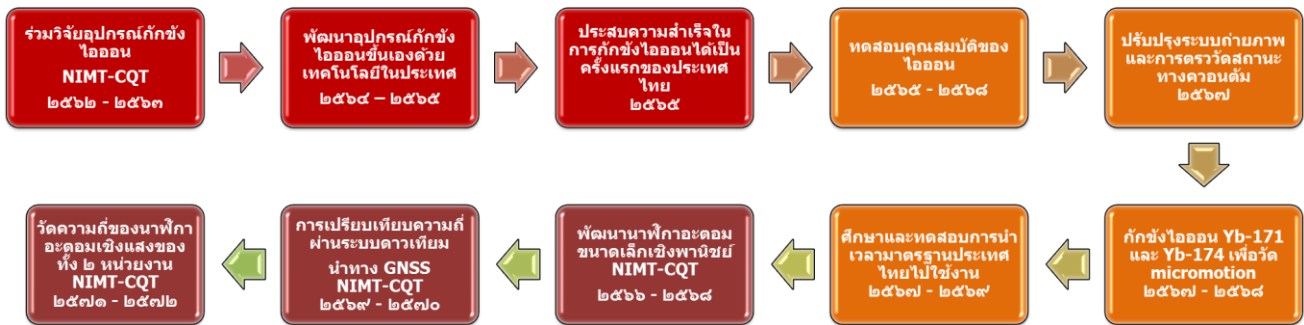 ร่วมวิจัยอุปกรณ์กักขัง
ไอออน
NIMT-CQT
๒๕๖๒ - ๒๕๖๓
พัฒนาอุปกรณ์กักขัง
ไอออนขึ้นเองด้วย
เทคโนโลยีในประเทศ
๒๕๖๔ – ๒๕๖๕
ประสบความสำเร็จใน
การกักขังไอออนได้เป็น
ครั้งแรกของประเทศ
ไทย
๒๕๖๕
ทดสอบคุณสมบัติของ
ไอออน
๒๕๖๕ - ๒๕๖๘
ปรับปรุงระบบถ่ายภาพ
และการตรววัดสถานะ
ทางควอนตัม
๒๕๖๗
กักขังไอออน Yb-171
และ Yb-174 เพื่อวัด
micromotion
๒๕๖๗ - ๒๕๖๘
ศึกษาและทดสอบการนำ
เวลามาตรฐานประเทศ
ไทยไปใช้งาน
๒๕๖๗ - ๒๕๖๙
พัฒนานาฬิกาอะตอม
ขนาดเล็กเชิงพานิชย์
NIMT-CQT
๒๕๖๖ - ๒๕๖๘
การเปรียบเทียบความถี่
ผ่านระบบดาวเทียม
นำทาง GNSS
NIMT-CQT
๒๕๖๙ - ๒๕๗๐
วัดความถี่ของนาฬิกา
อะตอมเชิงแสงของ
ทั้ง ๒ หน่วยงาน
NIMT-CQT
๒๕๗๑ - ๒๕๗๒